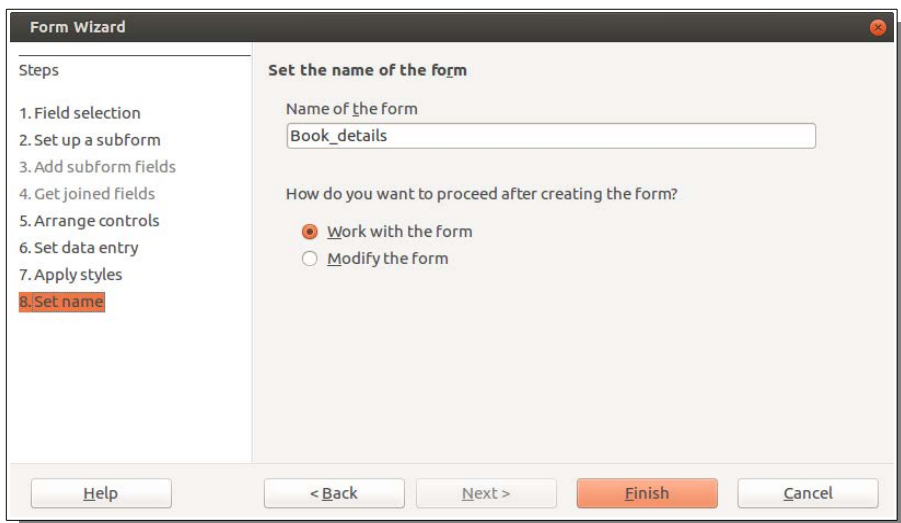 Form Wizard
Steps
1. Field selection
2. Set up a subform
3. Add subform fields
4. Get joined fields
5. Arrange controls
6. Set data entry
7. Apply styles
8. Set name
Set the name of the form
Name of the form
Book_details
How do you want to proceed after creating the form?
Work with the form
Modify the form
Help
< Back
Next >
Finish
Cancel